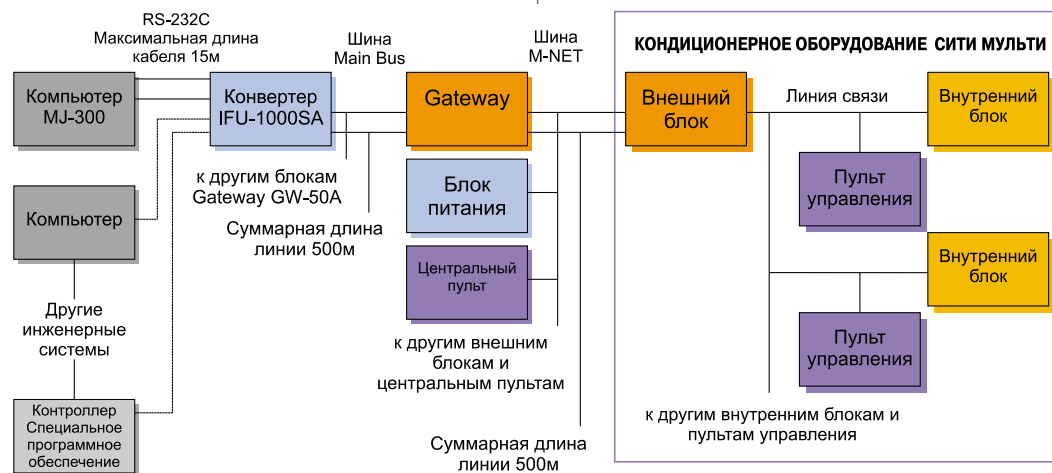 RS-232C
Максимальная длина
кабеля 15м
Шина
Main Bus
Шина
M-NET
КОНДИЦИОНЕРНОЕ ОБОРУДОВАНИЕ СИТИ МУЛЬТИ
Компьютер
MJ-300
Конвертер
IFU-1000SA
Gateway
Внешний
блок
Линия связи
Внутренний
блок
к другим блокам
Gateway GW-50A
Блок
питания
Пульт
управления
Компьютер
Суммарная длина
линии 500м
Центральный
пульт
Внутренний
блок
Другие
инженерные
системы
к другим внешним
блокам и
центральным пультам
Пульт
управления
Контроллер
Специальное
программное
обеспечение
Суммарная длина
линии 500м
к другим внутренним блокам и
пультам управления